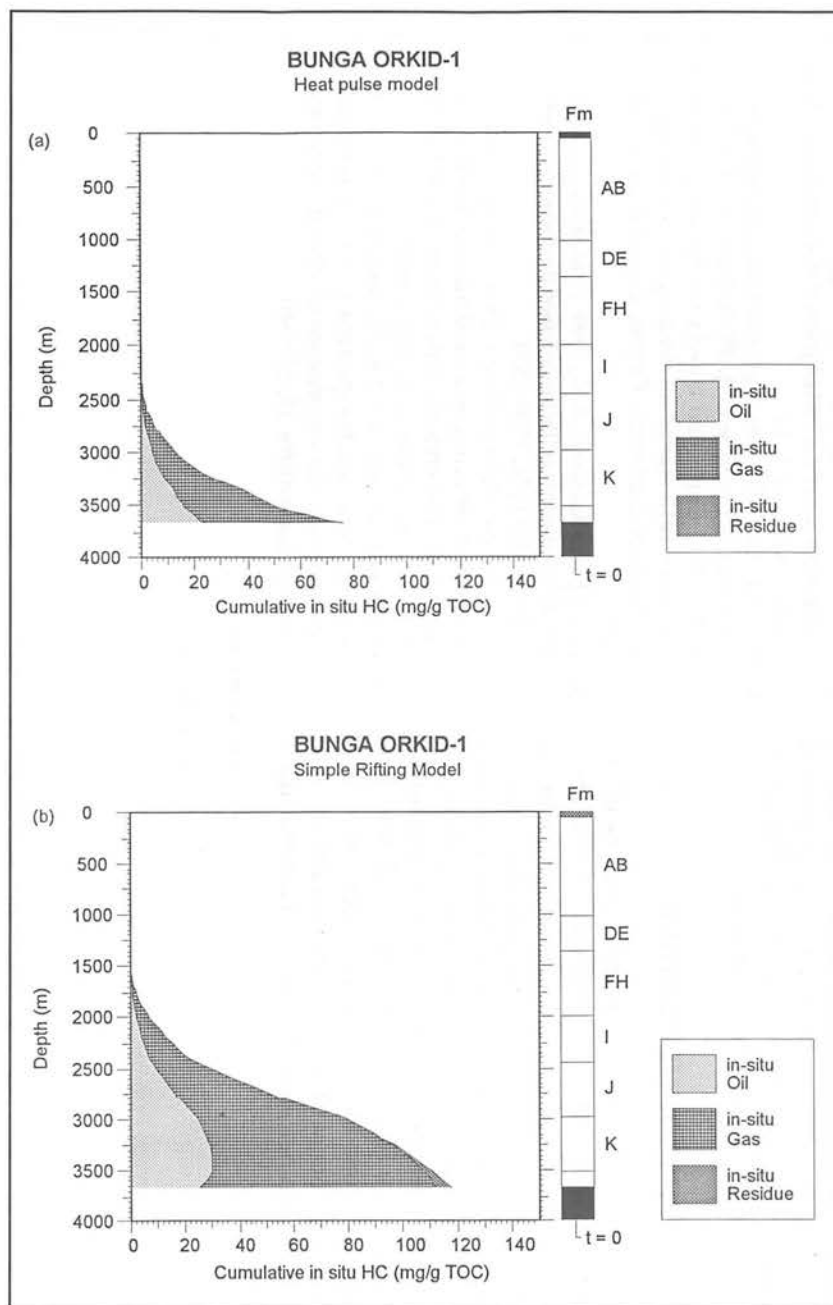 BUNGA ORKID-1
Heat pulse model
(a)
Fm
0
500
1000
1500
2000
2500
3000
3500
4000
Depth (m)
0 20 40 60 80 100 120 140
Cumulative in situ HC (mg/g TOC)
AB
DE
FH
I
J
K
t = 0
in-situ
Oil
in-situ
Gas
in-situ
Residue
BUNGA ORKID-1
Simple Rifting Model
(b)
Fm
0
500
1000
1500
2000
2500
3000
3500
4000
Depth (m)
0 20 40 60 80 100 120 140
Cumulative in situ HC (mg/g TOC)
AB
DE
FH
I
J
K
t = 0
in-situ
Oil
in-situ
Gas
in-situ
Residue